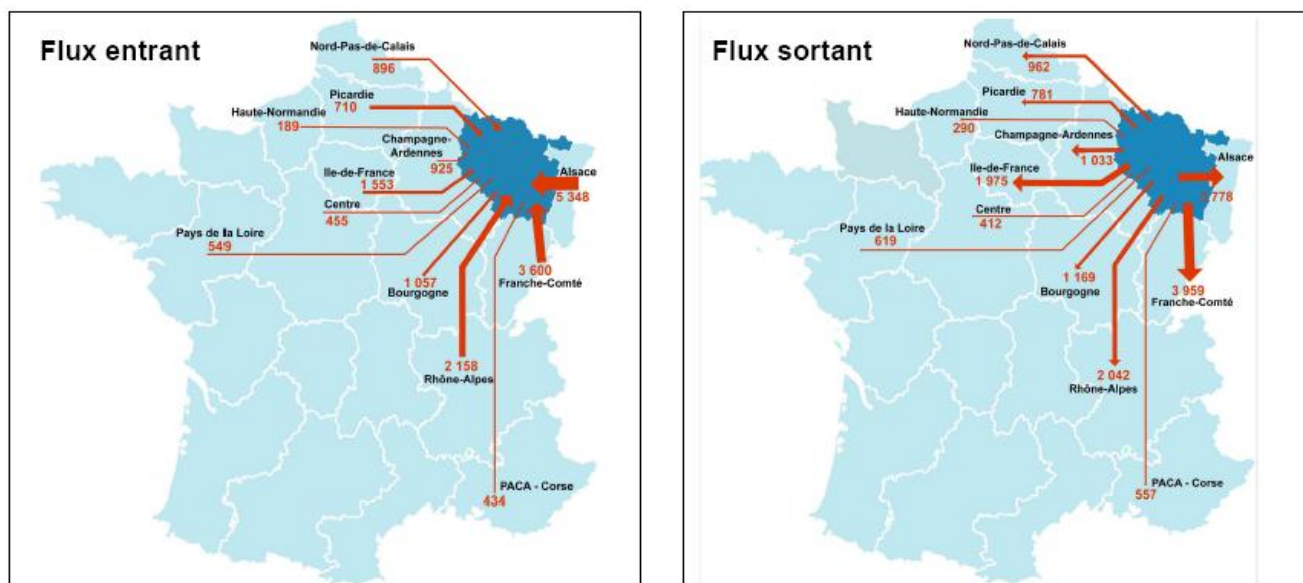 Flux entrant
Nord-Pas-de-Calais
896
Picardie
710
Haute-Normandie
189
Champagne-
Ardennes
925
Ile-de-France
1 553
Alsace
5 348
Centre
455
Pays de la Loire
549
1 057
Bourgogne
3 600
Franche-Comté
2 158
Rhône-Alpes
PACA - Corse
434
Flux sortant
Nord-Pas-de-Calais
962
Picardie
781
Haute-Normandie
290
Champagne-Ardennes
1 033
Ile-de-France
1 975
Alsace
778
Centre
412
Pays de la Loire
619
1 169
Bourgogne
3 959
Franche-Comté
2 042
Rhône-Alpes
PACA - Corse
557